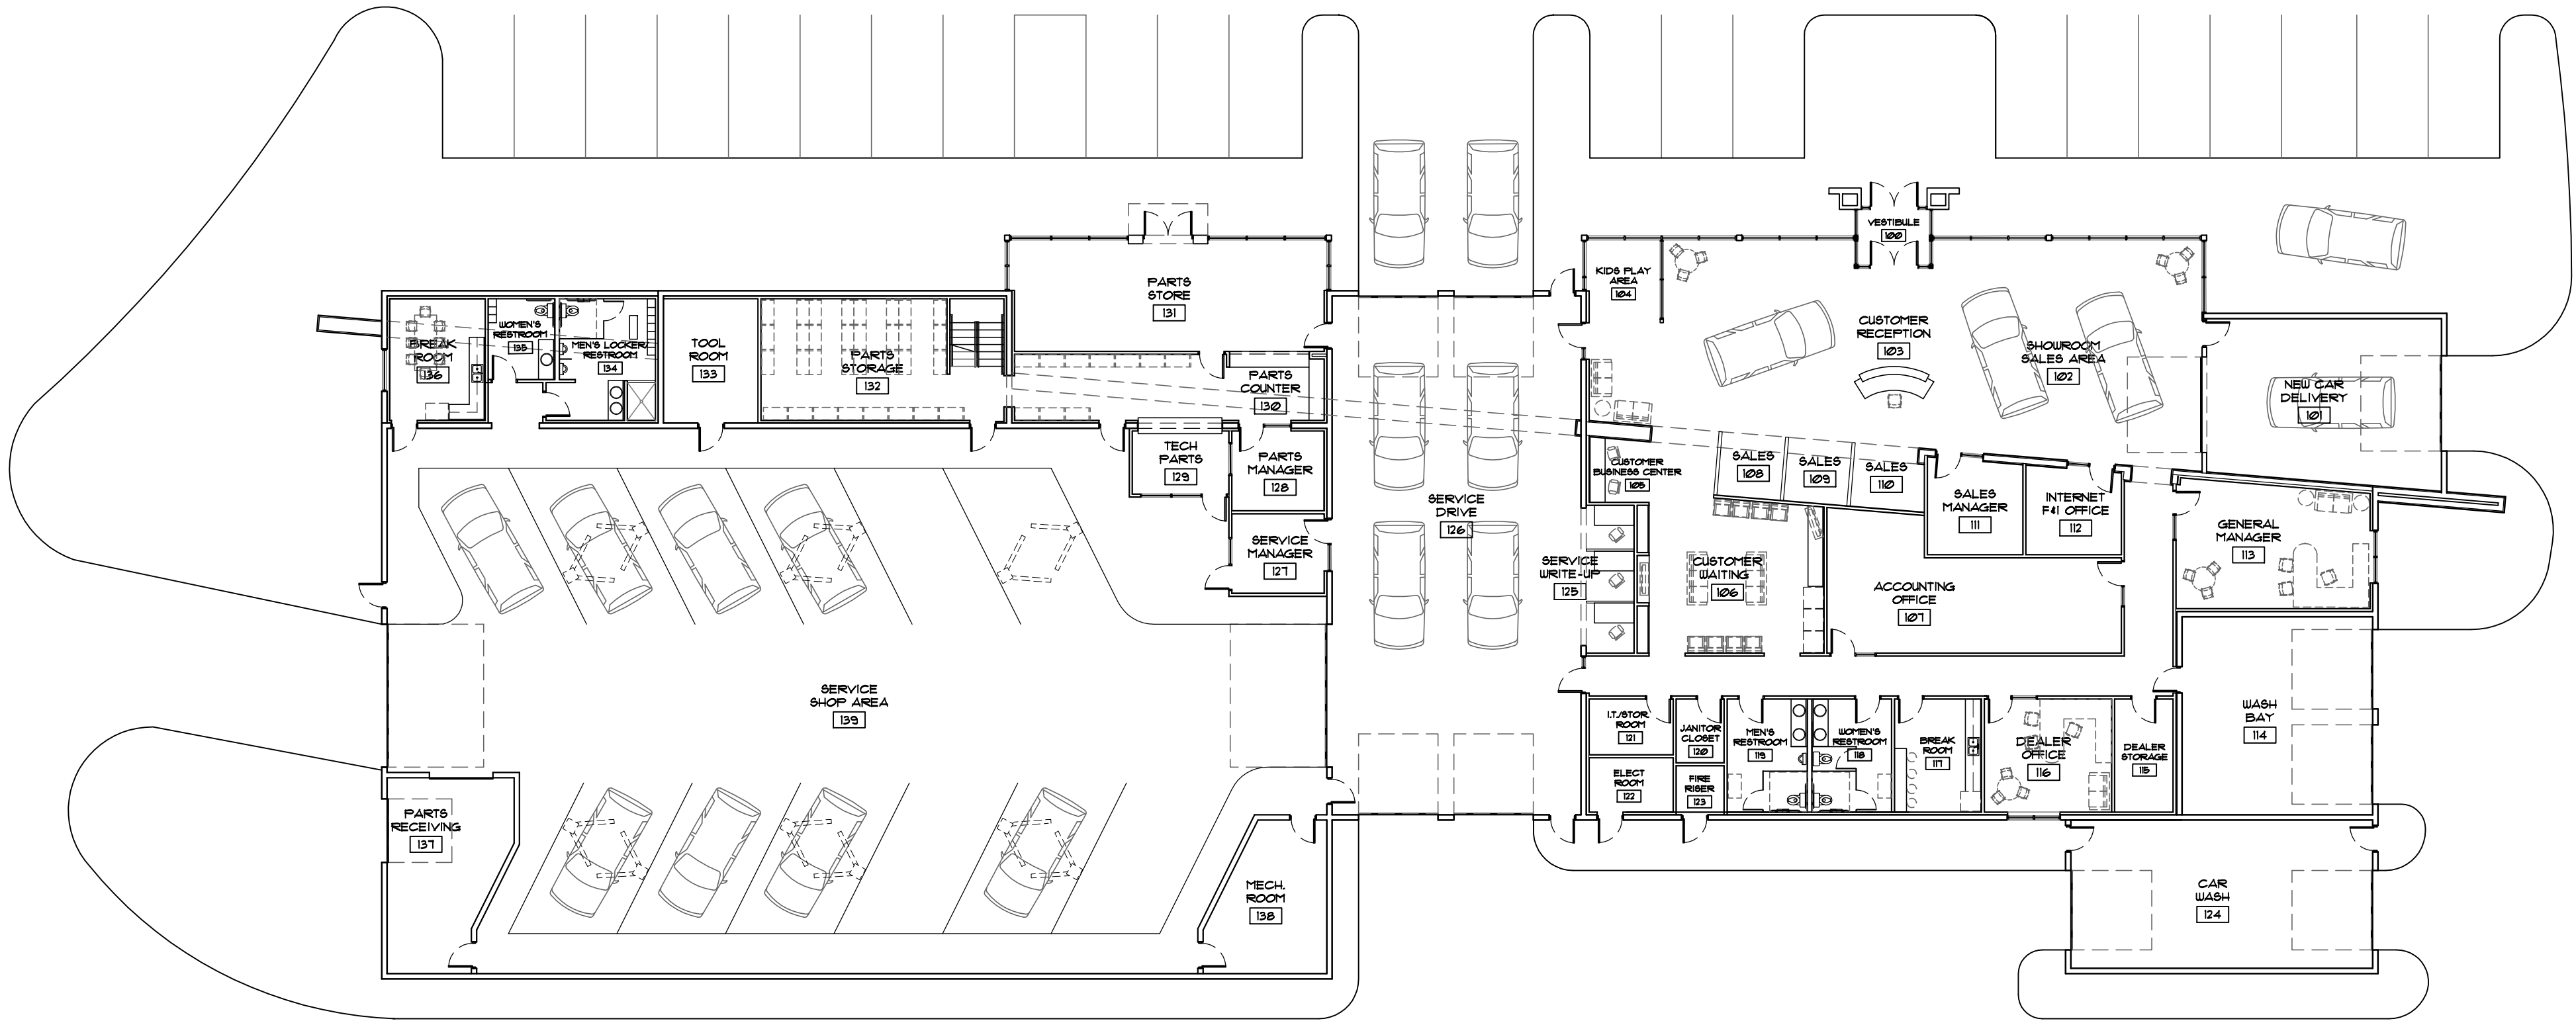 VESTIBULE
100
KIDS PLAY
AREA
104
PARTS
STORE
131
CUSTOMER
RECEPTION
103
SHOWROOM
SALES AREA
102
NEW CAR
DELIVERY
101
BREAK
ROOM
136
WOMEN'S
RESTROOM
135
MEN'S LOCKER/
RESTROOM
134
TOOL
ROOM
133
PARTS
STORAGE
132
PARTS
COUNTER
130
TECH
PARTS
129
PARTS
MANAGER
128
SERVICE
MANAGER
127
SERVICE
DRIVE
126
CUSTOMER
BUSINESS CENTER
105
SALES
108
SALES
109
SALES
110
SALES
MANAGER
111
INTERNET
F&I OFFICE
112
GENERAL
MANAGER
113
SERVICE
WRITE-UP
125
CUSTOMER
WAITING
106
ACCOUNTING
OFFICE
107
SERVICE
SHOP AREA
139
I.T./STOR.
ROOM
121
JANITOR
CLOSET
120
MEN'S
RESTROOM
119
WOMEN'S
RESTROOM
118
BREAK
ROOM
117
DEALER
OFFICE
116
DEALER
STORAGE
115
WASH
BAY
114
ELECT
ROOM
122
FIRE
RISER
123
PARTS
RECEIVING
137
MECH.
ROOM
138
CAR
WASH
124